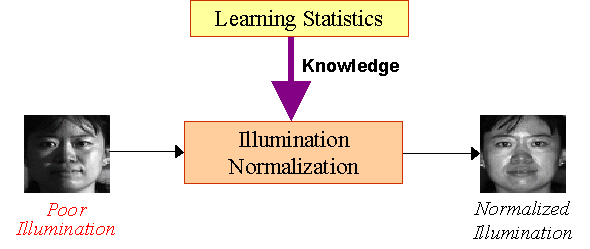 Learning Statistics
Knowledge
Illumination
Normalization
Poor
Illumination
Normalized
Illumination